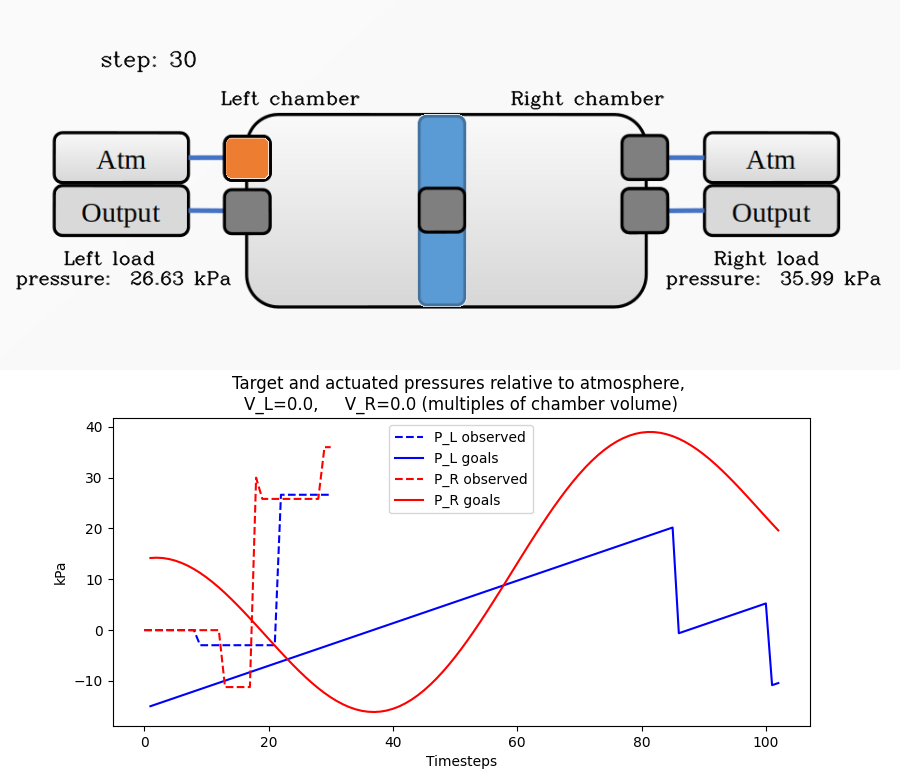 step: 30
Left chamber
Right chamber
Atm
Atm
Output
Output
Left load
pressure: 26.63 kPa
Right load
pressure: 35.99 kPa
Target and actuated pressures relative to atmosphere,
V_L=0.0, V_R=0.0 (multiples of chamber volume)
P_L observed
P_L goals
P_R observed
P_R goals
kPa
40
30
20
10
0
−10
0
20
40
60
80
100
Timesteps